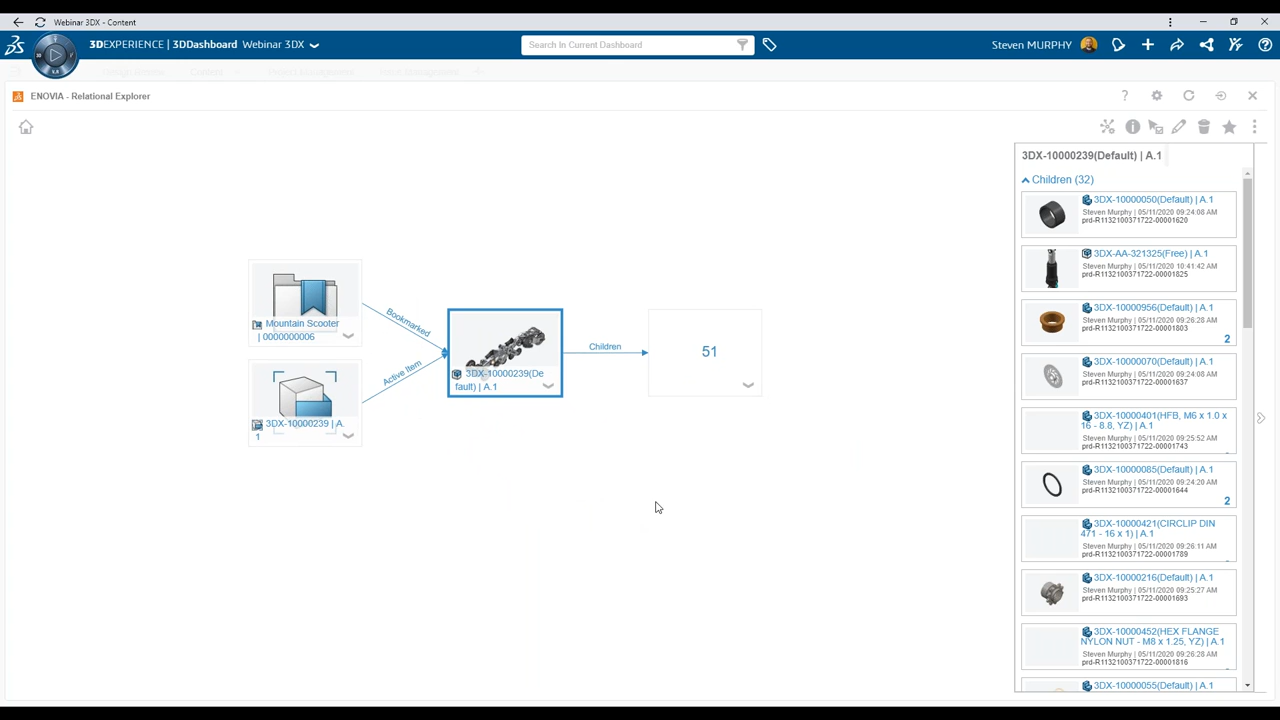 Webinar 3DX - Content
3DEXPERIENCE | 3DDashboard Webinar 3DX
Search In Current Dashboard
Steven MURPHY
ENOVIA - Relational Explorer
3DX-10000239(Default) | A.1
Children (32)
3DX-10000050(Default) | A.1
Steven Murphy | 05/11/2020 09:24:08 AM
prd-R1132100371722-00001620
3DX-AA-321325(Free) | A.1
Steven Murphy | 05/11/2020 10:41:42 AM
prd-R1132100371722-00001825
3DX-10000956(Default) | A.1
Steven Murphy | 05/11/2020 09:26:28 AM
prd-R1132100371722-00001803
2
3DX-10000070(Default) | A.1
Steven Murphy | 05/11/2020 09:24:08 AM
prd-R1132100371722-00001637
3DX-10000401(HFB, M6 x 1.0 x
16 - 8.8, YZ) | A.1
Steven Murphy | 05/11/2020 09:25:52 AM
prd-R1132100371722-00001743
3DX-10000085(Default) | A.1
Steven Murphy | 05/11/2020 09:24:20 AM
prd-R1132100371722-00001644
2
3DX-10000421(CIRCLIP DIN
471 - 16 x 1) | A.1
Steven Murphy | 05/11/2020 09:26:11 AM
prd-R1132100371722-00001789
3DX-10000216(Default) | A.1
Steven Murphy | 05/11/2020 09:25:27 AM
prd-R1132100371722-00001693
3DX-10000452(HEX FLANGE
NYLON NUT - M8 x 1.25, YZ) | A.1
Steven Murphy | 05/11/2020 09:26:28 AM
prd-R1132100371722-00001816
3DX-10000055(Default) | A.1
Mountain Scooter
| 0000000006
Bookmarked
3DX-10000239 | A.
1
Active Item
3DX-10000239(De
fault) | A.1
Children
51